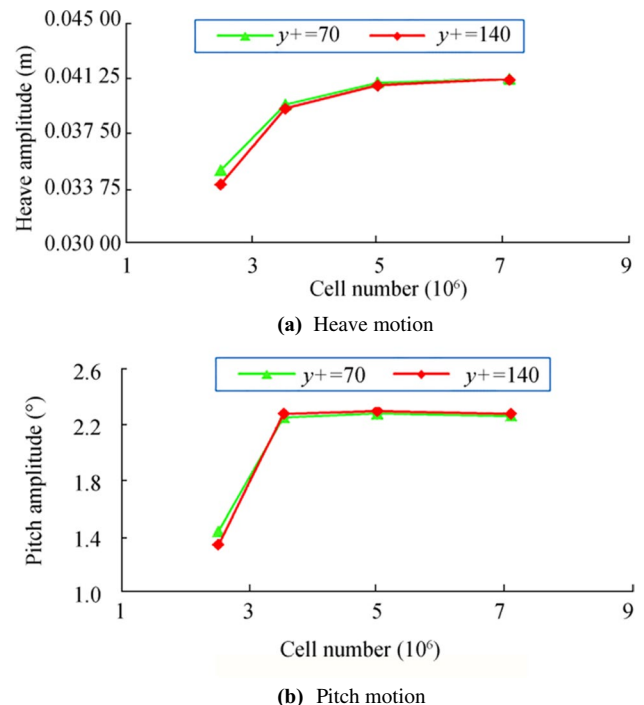 0.045 00
y+=70 y+=140
0.041 25
0.037 50
0.033 75
0.030 00
Heave amplitude (m)
1 3 5 7 9
Cell number (10⁶)
(a) Heave motion
2.6
y+=70 y+=140
2.2
1.8
1.4
1.0
Pitch amplitude (°)
1 3 5 7 9
Cell number (10⁶)
(b) Pitch motion